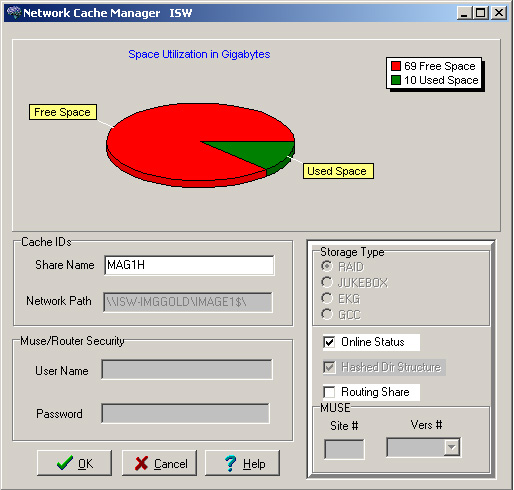 Network Cache Manager ISW
Space Utilization in Gigabytes
69 Free Space
10 Used Space
Free Space
Used Space
Cache IDs
Share Name MAG1H
Network Path \\ISW-IMGGOLD\IMAGE1$\
Muse/Router Security
User Name
Password
OK Cancel Help
Storage Type
RAID
JUKEBOX
EKG
GCC
Online Status
Hashed Dir Structure
Routing Share
MUSE
Site # Vers #